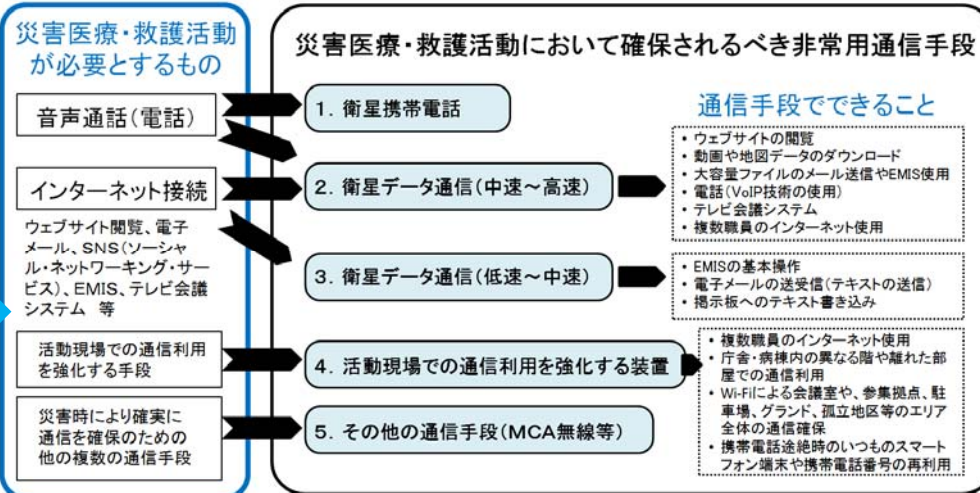 災害医療・救護活動
が必要とするもの
音声通話(電話)
インターネット接続
ウェブサイト閲覧、電子
メール、SNS(ソーシャ
ル・ネットワーキング・サー
ビス)、EMIS、テレビ会議
システム 等
活動現場での通信利用
を強化する手段
災害時により確実に
通信を確保のための
他の複数の通信手段
災害医療・救護活動において確保されるべき非常用通信手段
1. 衛星携帯電話
2. 衛星データ通信(中速~高速)
3. 衛星データ通信(低速~中速)
4. 活動現場での通信利用を強化する装置
5. その他の通信手段(MCA無線等)
通信手段でできること
・ウェブサイトの閲覧
・動画や地図データのダウンロード
・大容量ファイルのメール送信やEMIS使用
・電話(VoIP技術の使用)
・テレビ会議システム
・複数職員のインターネット使用
・EMISの基本操作
・電子メールの送受信(テキストの送信)
・掲示板へのテキスト書き込み
・複数職員のインターネット使用
・庁舎・病棟内の異なる階や離れた部
屋での通信利用
・Wi-Fiによる会議室や、参集拠点、駐
車場、グランド、孤立地区等のエリア
全体の通信確保
・携帯電話途絶時のいつものスマート
フォン端末や携帯電話番号の再利用